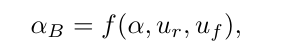 α_B = f(α, u_r, u_f),